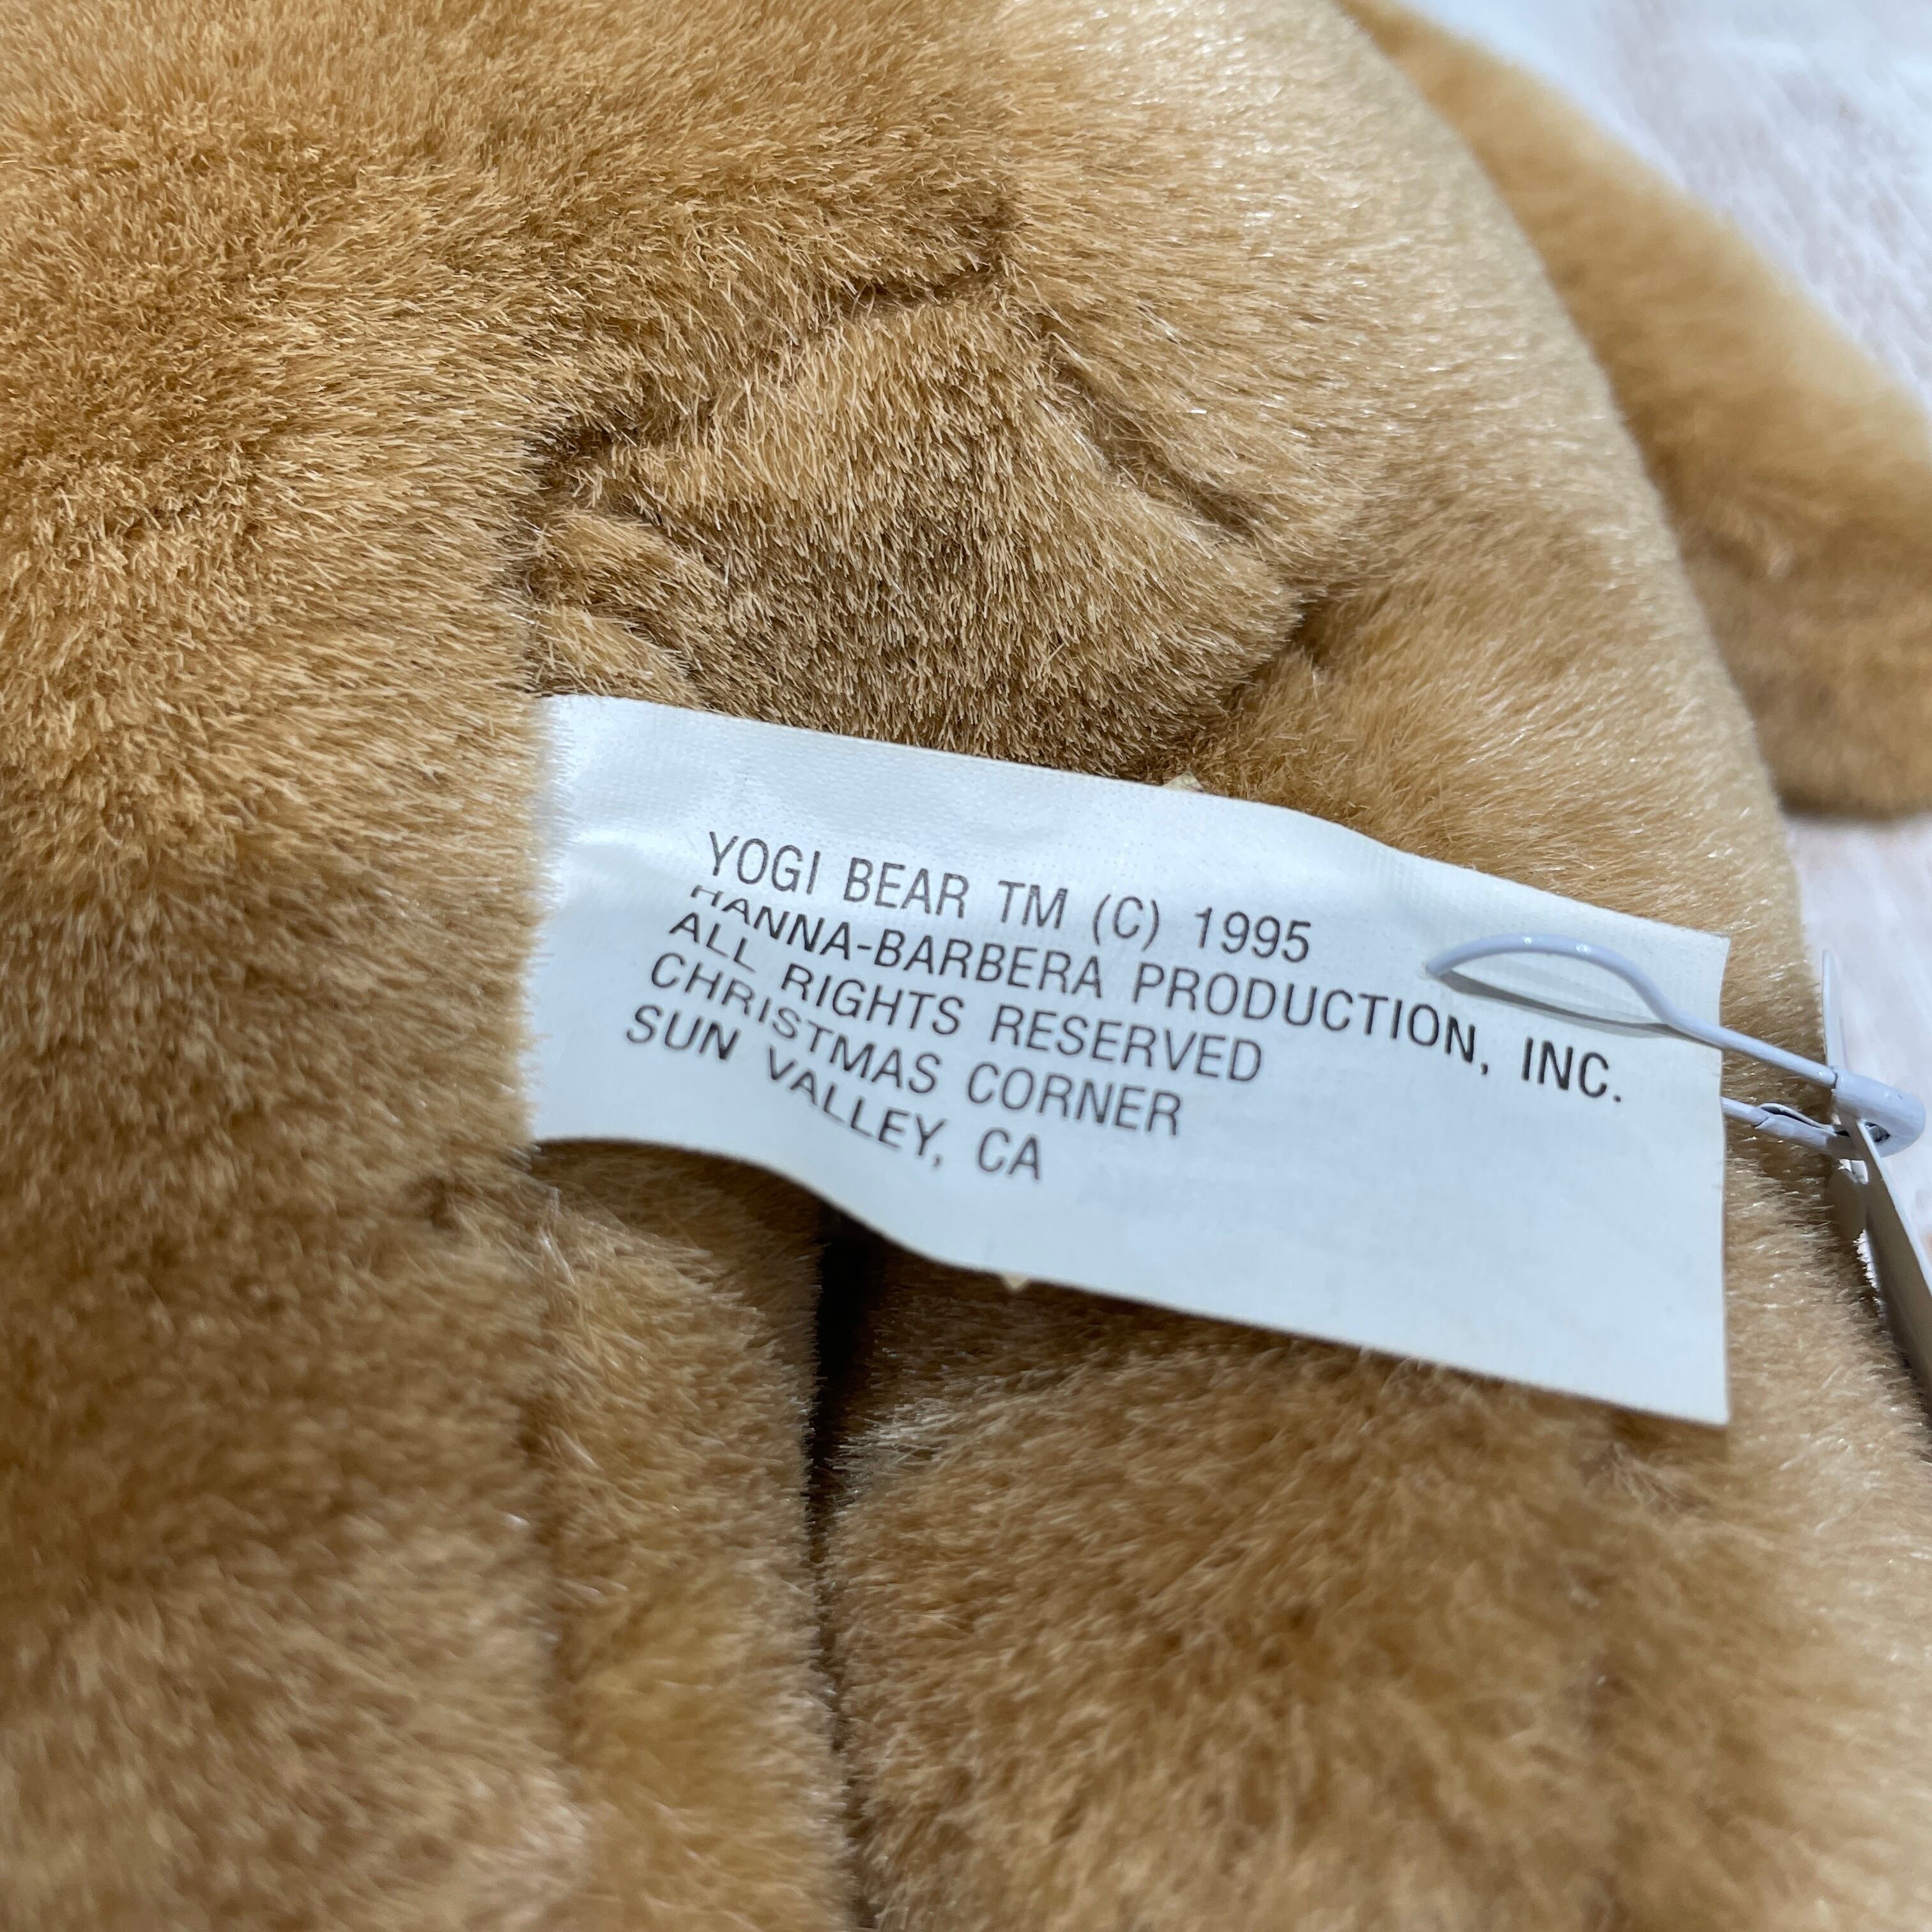 YOGI BEAR TM (C) 1995
HANNA-BARBERA PRODUCTION, INC.
ALL RIGHTS RESERVED
CHRISTMAS CORNER
SUN VALLEY, CA